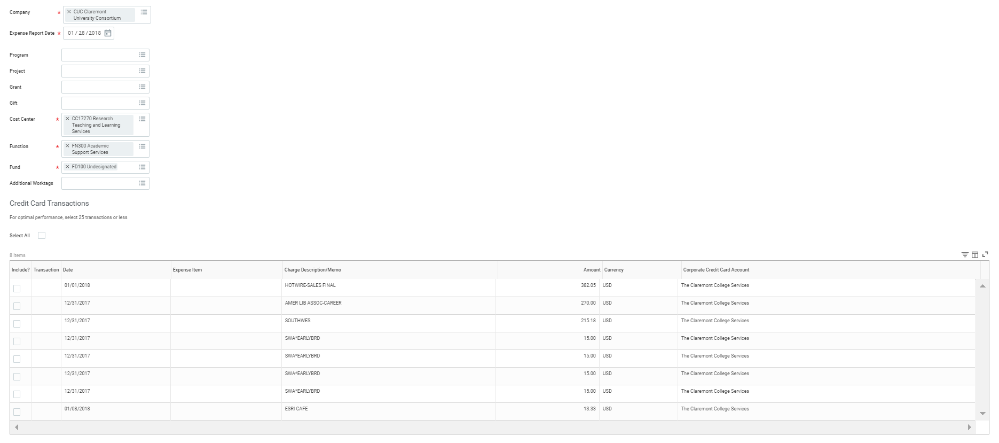 Company * × CUC Claremont
University Consortium
Expense Report Date * 01 / 28 / 2018
Program
Project
Grant
Gift
Cost Center * × CC17270 Research
Teaching and Learning
Services
Function * × FN300 Academic
Support Services
Fund * × FD100 Undesignated
Additional Worktags
Credit Card Transactions
For optimal performance, select 25 transactions or less
Select All
8 items
Include? Transaction Date Expense Item Charge Description/Memo Amount Currency Corporate Credit Card Account
01/01/2018 HOTWIRE-SALES FINAL 382.05 USD The Claremont College Services
12/31/2017 AMER LIB ASSOC-CAREER 270.00 USD The Claremont College Services
12/31/2017 SOUTHWES 215.18 USD The Claremont College Services
12/31/2017 SWA*EARLYBRD 15.00 USD The Claremont College Services
12/31/2017 SWA*EARLYBRD 15.00 USD The Claremont College Services
12/31/2017 SWA*EARLYBRD 15.00 USD The Claremont College Services
12/31/2017 SWA*EARLYBRD 15.00 USD The Claremont College Services
01/08/2018 ESRI CAFE 13.33 USD The Claremont College Services